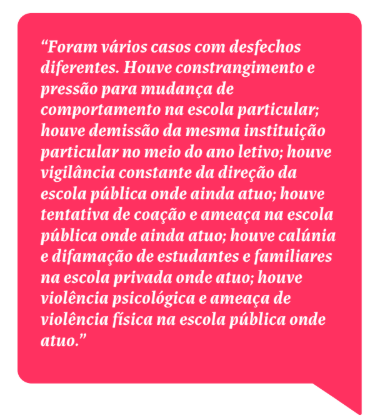 “Foram vários casos com desfechos
diferentes. Houve constrangimento e
pressão para mudança de
comportamento na escola particular;
houve demissão da mesma instituição
particular no meio do ano letivo; houve
vigilância constante da direção da
escola pública onde ainda atuo; houve
tentativa de coação e ameaça na escola
pública onde ainda atuo; houve calúnia
e difamação de estudantes e familiares
na escola privada onde atuo; houve
violência psicológica e ameaça de
violência física na escola pública onde
atuo.”